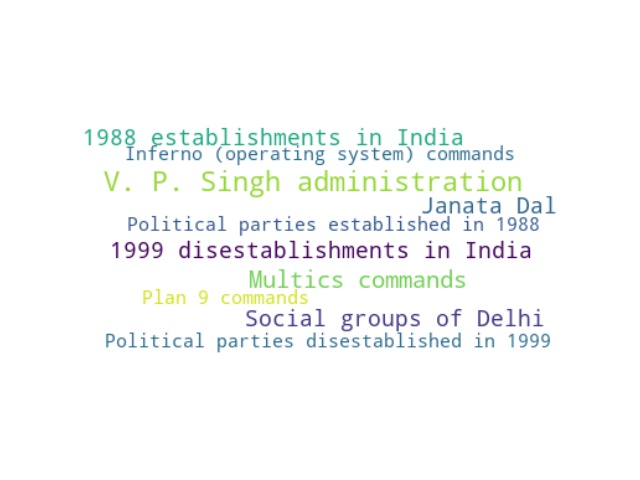 1988 establishments in India
Inferno (operating system) commands
V. P. Singh administration
Janata Dal
Political parties established in 1988
1999 disestablishments in India
Multics commands
Plan 9 commands
Social groups of Delhi
Political parties disestablished in 1999